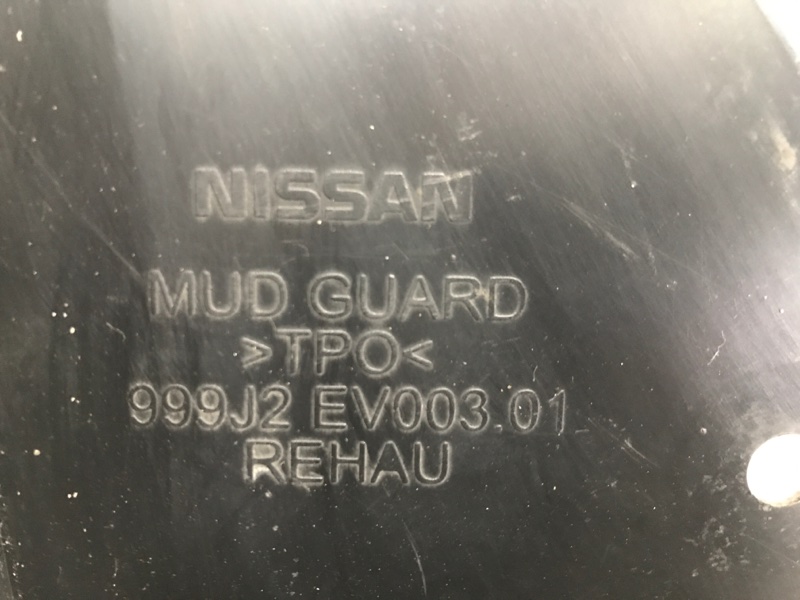 NISSAN
MUD GUARD
>TPO<
999J2 EV003.01
REHAU